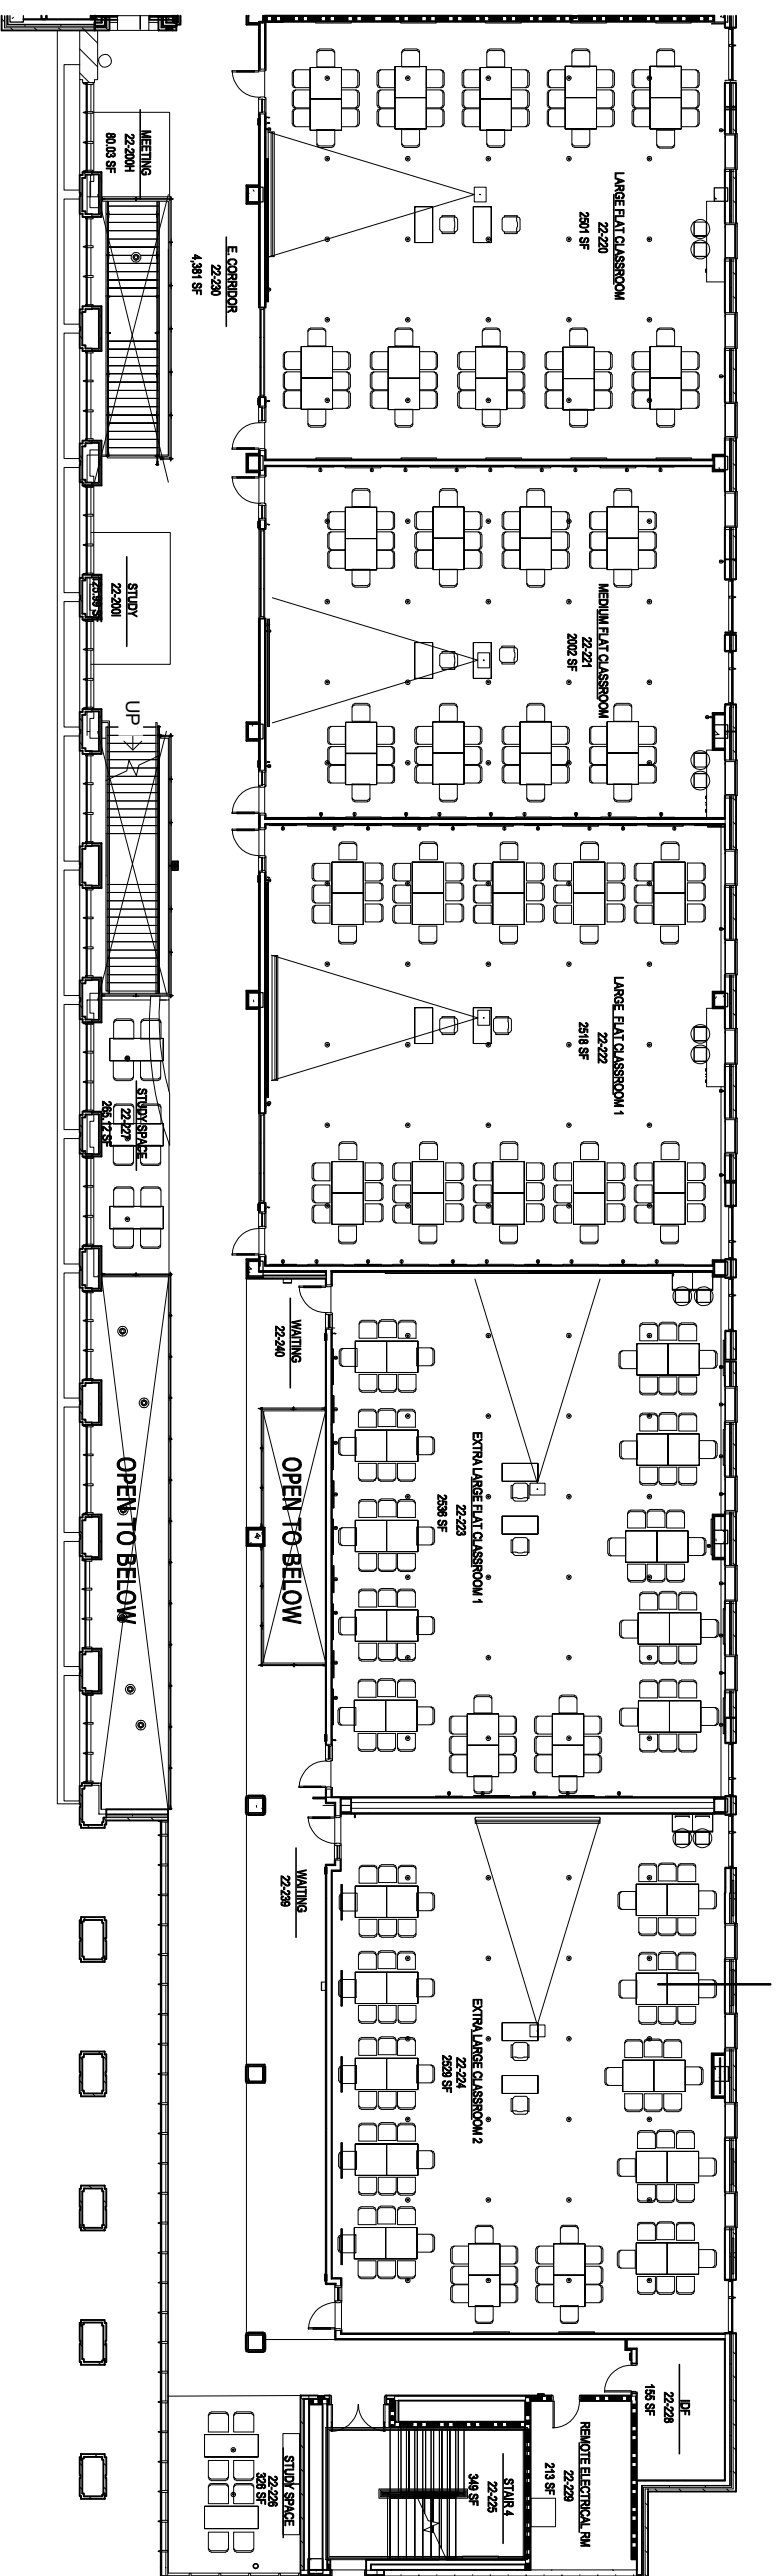 MEETING
22-200H
80.03 SF
E. CORRIDOR
22-230
4,381 SF
LARGE FLAT CLASSROOM
22-220
2501 SF
STUDY
22-200I
UP
MEDIUM FLAT CLASSROOM
22-221
2002 SF
LARGE FLAT CLASSROOM 1
22-222
2518 SF
STUDY SPACE
22-227
265.12 SF
WAITING
22-240
OPEN TO BELOW
OPEN TO BELOW
EXTRA LARGE FLAT CLASSROOM 1
22-223
2536 SF
WAITING
22-239
EXTRA LARGE CLASSROOM 2
22-224
2529 SF
IDF
22-228
155 SF
REMOTE ELECTRICAL RM
22-229
213 SF
STAIR 4
22-225
349 SF
STUDY SPACE
22-226
328 SF